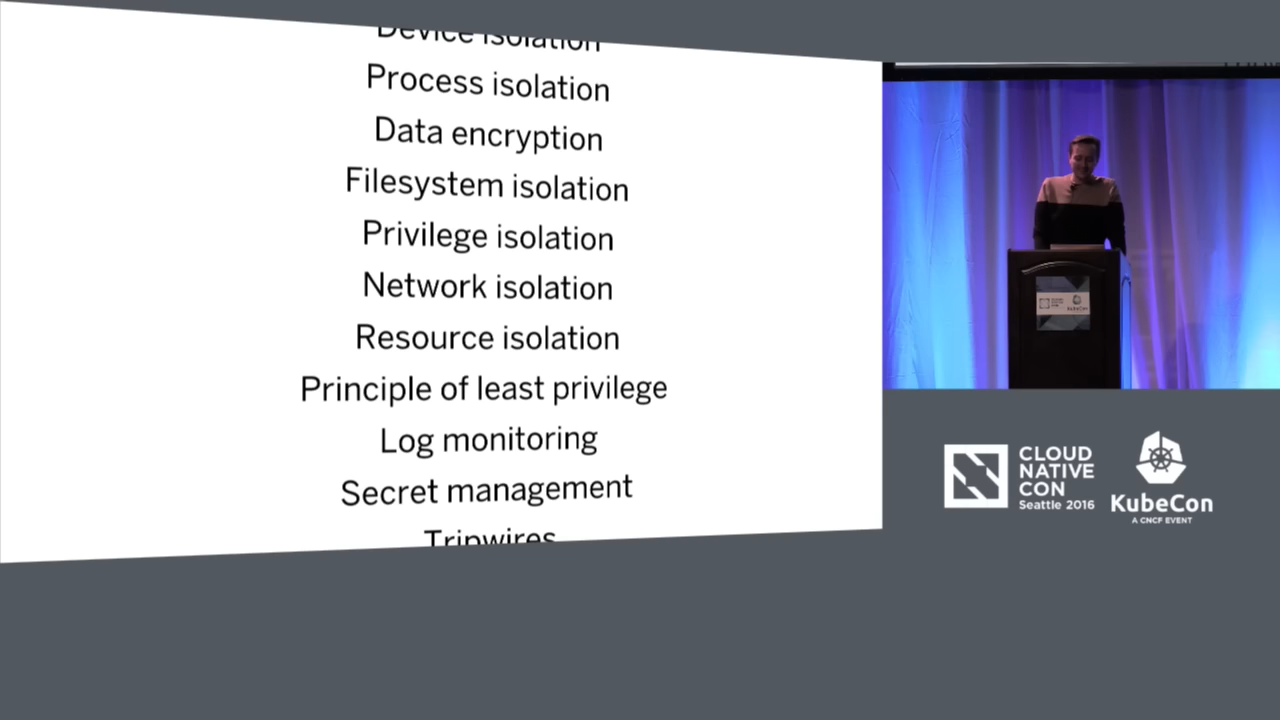 Device isolation
Process isolation
Data encryption
Filesystem isolation
Privilege isolation
Network isolation
Resource isolation
Principle of least privilege
Log monitoring
Secret management
Tripwires
CLOUD
NATIVE
CON
Seattle 2016
KubeCon
A CNCF EVENT